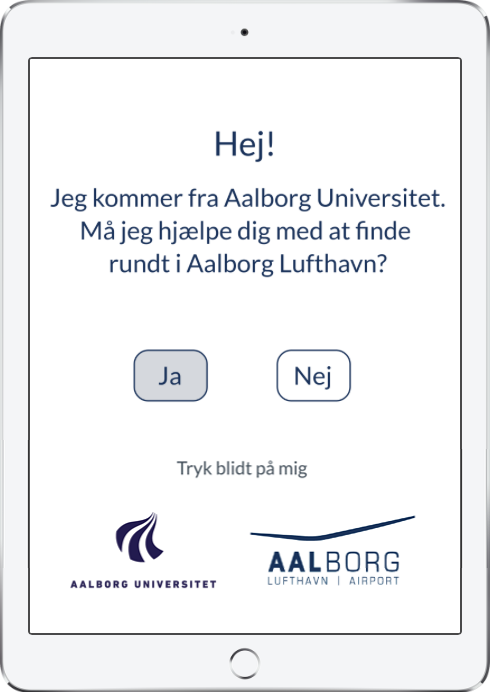 Hej!
Jeg kommer fra Aalborg Universitet.
Må jeg hjælpe dig med at finde
rundt i Aalborg Lufthavn?
Ja
Nej
Tryk blidt på mig
AALBORG UNIVERSITET
AALBORG
LUFTHAVN | AIRPORT